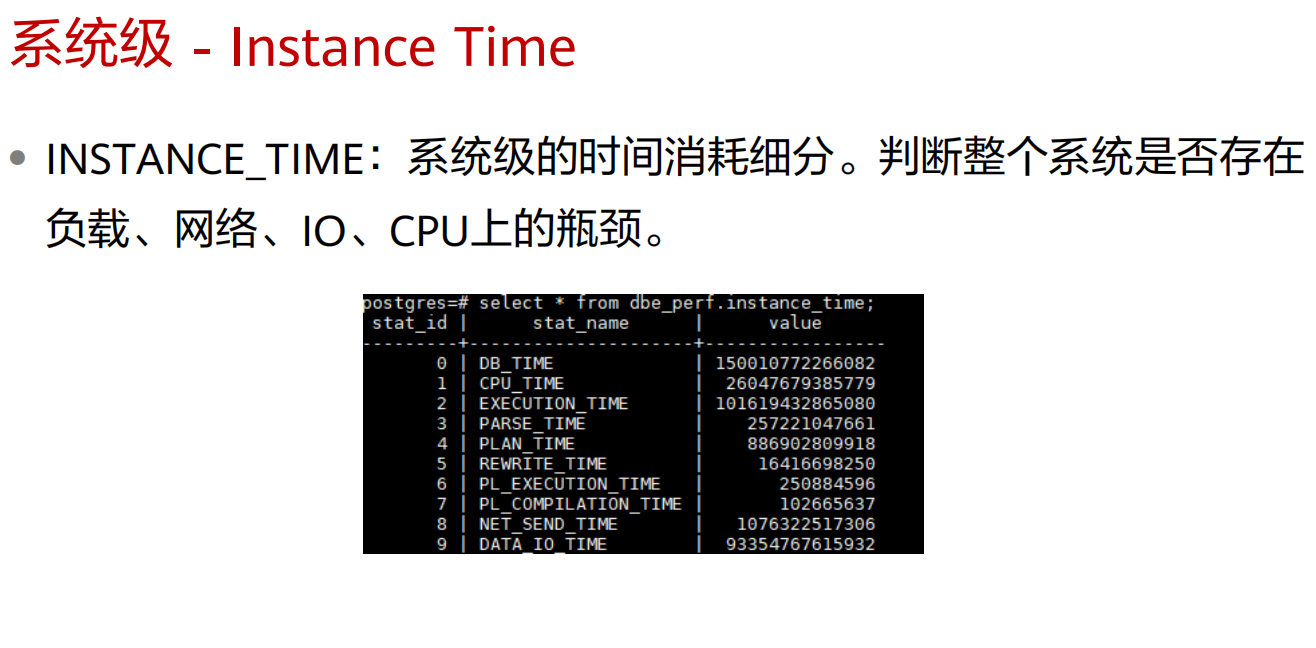 系统级 - Instance Time
• INSTANCE_TIME：系统级的时间消耗细分。判断整个系统是否存在
负载、网络、IO、CPU上的瓶颈。
postgres=# select * from dbe_perf.instance_time;
 stat_id |      stat_name      |      value
---------+---------------------+-----------------
       0 | DB_TIME             | 150010772266082
       1 | CPU_TIME            |  26047679385779
       2 | EXECUTION_TIME      | 101619432865080
       3 | PARSE_TIME          |    257221047661
       4 | PLAN_TIME           |    886902809918
       5 | REWRITE_TIME        |     16416698250
       6 | PL_EXECUTION_TIME   |       250884596
       7 | PL_COMPILATION_TIME |       102665637
       8 | NET_SEND_TIME       |   1076322517306
       9 | DATA_IO_TIME        |  93354767615932